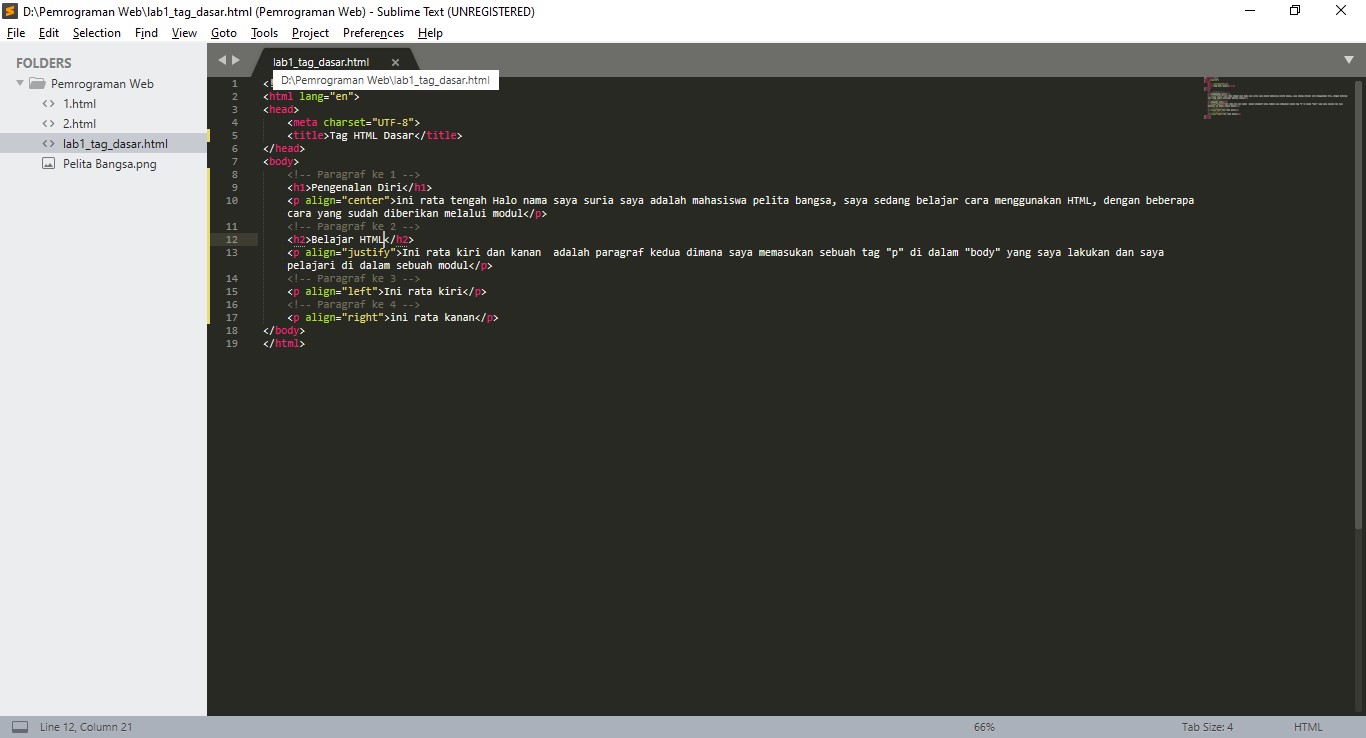 D:\Pemrograman Web\lab1_tag_dasar.html (Pemrograman Web) - Sublime Text (UNREGISTERED)
File Edit Selection Find View Goto Tools Project Preferences Help
FOLDERS
Pemrograman Web
1.html
2.html
lab1_tag_dasar.html
Pelita Bangsa.png
lab1_tag_dasar.html
D:\Pemrograman Web\lab1_tag_dasar.html
1 <!
2 <html lang="en">
3 <head>
4 <meta charset="UTF-8">
5 <title>Tag HTML Dasar</title>
6 </head>
7 <body>
8 <!-- Paragraf ke 1 -->
9 <h1>Pengenalan Diri</h1>
10 <p align="center">ini rata tengah Halo nama saya suria saya adalah mahasiswa pelita bangsa, saya sedang belajar cara menggunakan HTML, dengan beberapa
cara yang sudah diberikan melalui modul</p>
11 <!-- Paragraf ke 2 -->
12 <h2>Belajar HTML</h2>
13 <p align="justify">Ini rata kiri dan kanan  adalah paragraf kedua dimana saya memasukan sebuah tag "p" di dalam "body" yang saya lakukan dan saya
pelajari di dalam sebuah modul</p>
14 <!-- Paragraf ke 3 -->
15 <p align="left">Ini rata kiri</p>
16 <!-- Paragraf ke 4 -->
17 <p align="right">ini rata kanan</p>
18 </body>
19 </html>
Line 12, Column 21
66%
Tab Size: 4
HTML